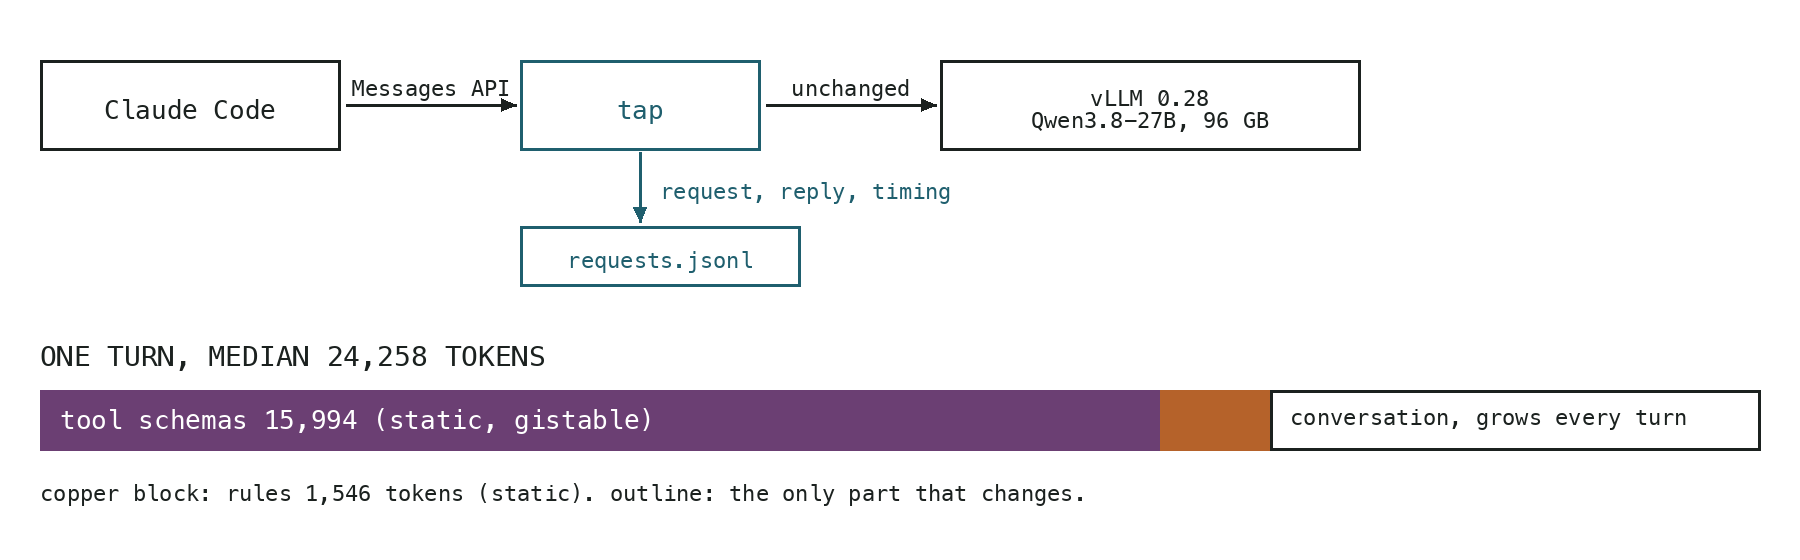 Claude Code
Messages API
tap
unchanged
vLLM 0.28
Qwen3.8−27B, 96 GB
request, reply, timing
requests.jsonl
ONE TURN, MEDIAN 24,258 TOKENS
tool schemas 15,994 (static, gistable)
conversation, grows every turn
copper block: rules 1,546 tokens (static). outline: the only part that changes.